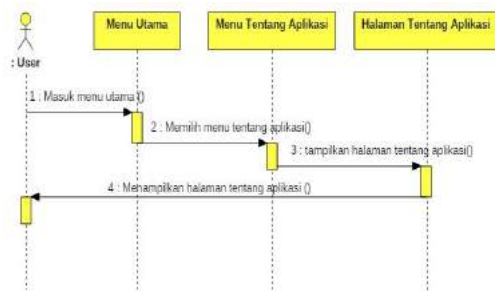 Menu Utama
Menu Tentang Aplikasi
Halaman Tentang Aplikasi
: User
1 : Masuk menu utama ()
2 : Memilih menu tentang aplikasi()
3 : tampilkan halaman tentang aplikasi()
4 : Menampilkan halaman tentang aplikasi ()